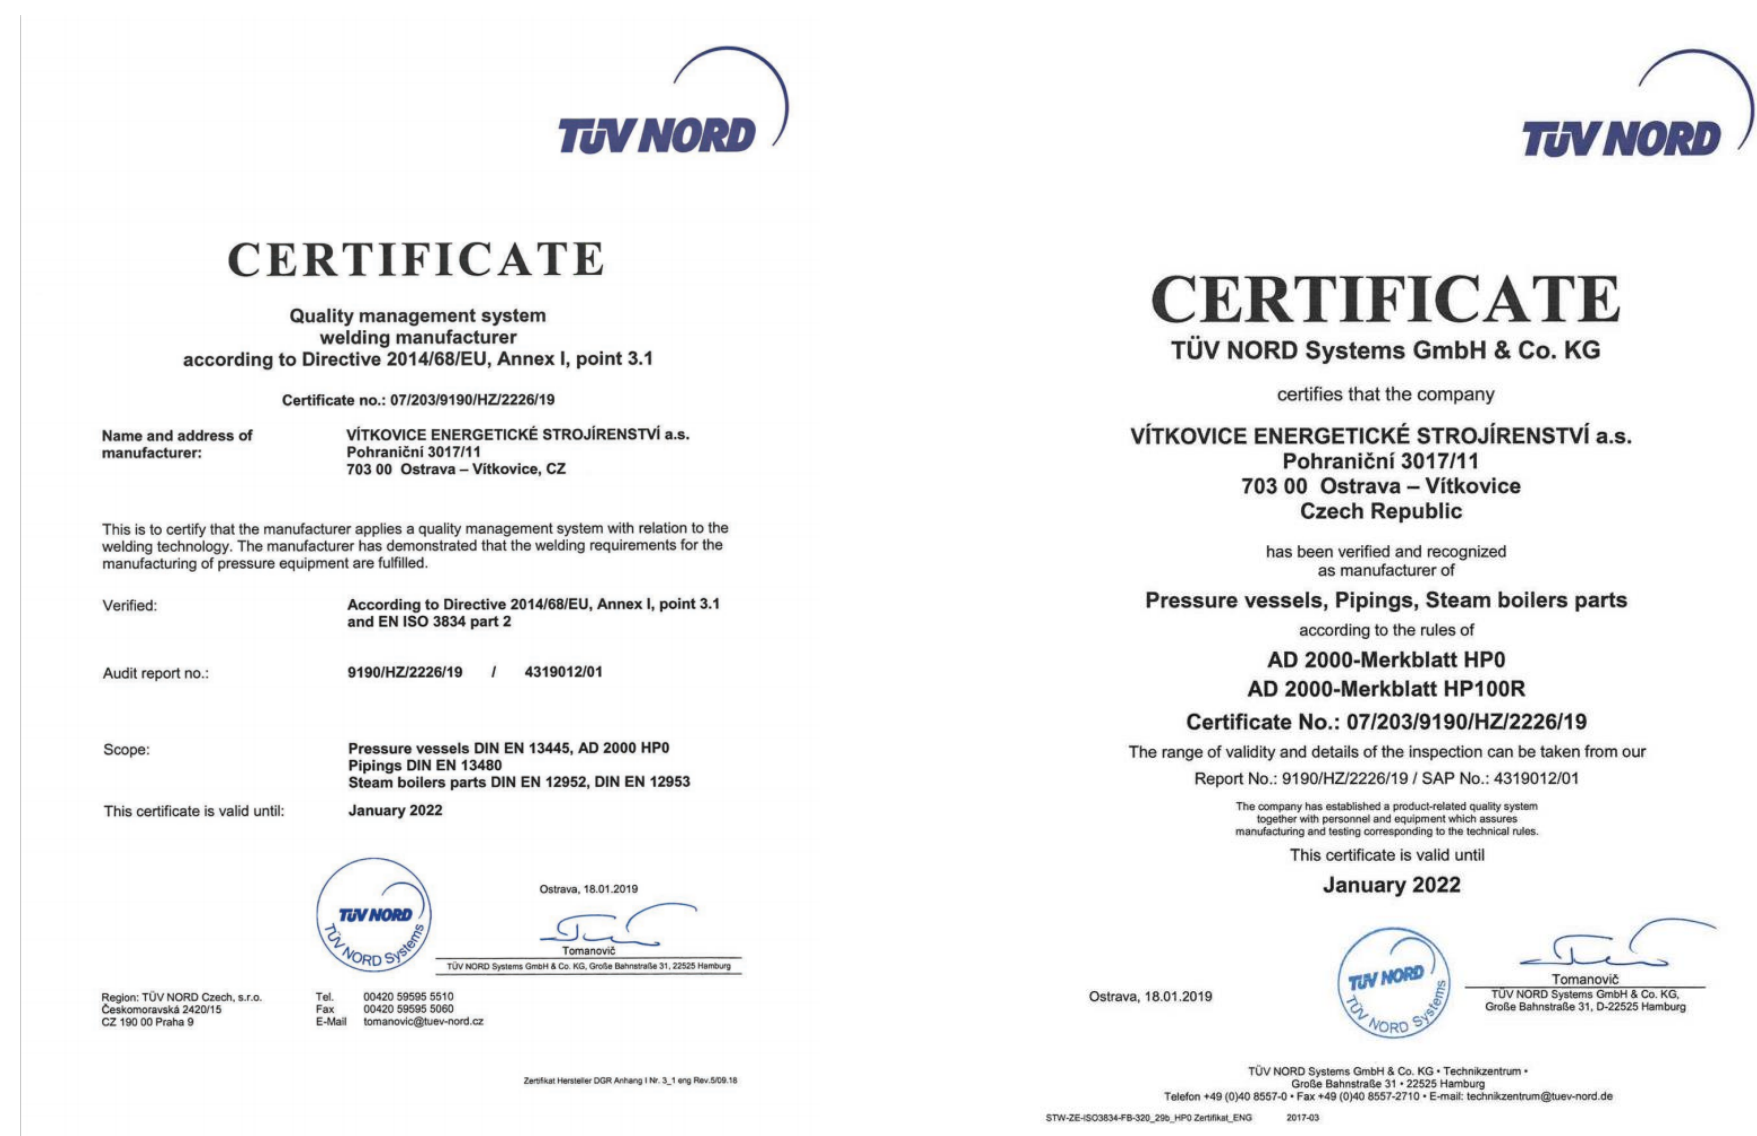 TÜV NORD
CERTIFICATE
Quality management system
welding manufacturer
according to Directive 2014/68/EU, Annex I, point 3.1
Certificate no.: 07/203/9190/HZ/2226/19
Name and address of manufacturer:
VÍTKOVICE ENERGETICKÉ STROJÍRENSTVÍ a.s.
Pohraniční 3017/11
703 00 Ostrava – Vítkovice, CZ
This is to certify that the manufacturer applies a quality management system with relation to the
welding technology. The manufacturer has demonstrated that the welding requirements for the
manufacturing of pressure equipment are fulfilled.
Verified: According to Directive 2014/68/EU, Annex I, point 3.1
and EN ISO 3834 part 2
Audit report no.: 9190/HZ/2226/19 / 4319012/01
Scope: Pressure vessels DIN EN 13445, AD 2000 HP0
Pipings DIN EN 13480
Steam boilers parts DIN EN 12952, DIN EN 12953
This certificate is valid until: January 2022
TÜV NORD
TÜV NORD Systems
Ostrava, 18.01.2019
Tomanovič
TÜV NORD Systems GmbH & Co. KG, Große Bahnstraße 31, 22525 Hamburg
Region: TÜV NORD Czech, s.r.o.
Českomoravská 2420/15
CZ 190 00 Praha 9
Tel. 00420 59595 5510
Fax 00420 59595 5060
E-Mail tomanovic@tuev-nord.cz
Zertifikat Hersteller DGR Anhang I Nr. 3_1 eng Rev.5/09.18
TÜV NORD
CERTIFICATE
TÜV NORD Systems GmbH & Co. KG
certifies that the company
VÍTKOVICE ENERGETICKÉ STROJÍRENSTVÍ a.s.
Pohraniční 3017/11
703 00 Ostrava – Vítkovice
Czech Republic
has been verified and recognized
as manufacturer of
Pressure vessels, Pipings, Steam boilers parts
according to the rules of
AD 2000-Merkblatt HP0
AD 2000-Merkblatt HP100R
Certificate No.: 07/203/9190/HZ/2226/19
The range of validity and details of the inspection can be taken from our
Report No.: 9190/HZ/2226/19 / SAP No.: 4319012/01
The company has established a product-related quality system
together with personnel and equipment which assures
manufacturing and testing corresponding to the technical rules.
This certificate is valid until
January 2022
Ostrava, 18.01.2019
TÜV NORD
TÜV NORD Systems
Tomanovič
TÜV NORD Systems GmbH & Co. KG,
Große Bahnstraße 31, D-22525 Hamburg
TÜV NORD Systems GmbH & Co. KG • Technikzentrum •
Große Bahnstraße 31 • 22525 Hamburg
Telefon +49 (0)40 8557-0 • Fax +49 (0)40 8557-2710 • E-mail: technikzentrum@tuev-nord.de
STW-ZE-ISO3834-FB-320_29b_HP0 Zertifikat_ENG 2017-03